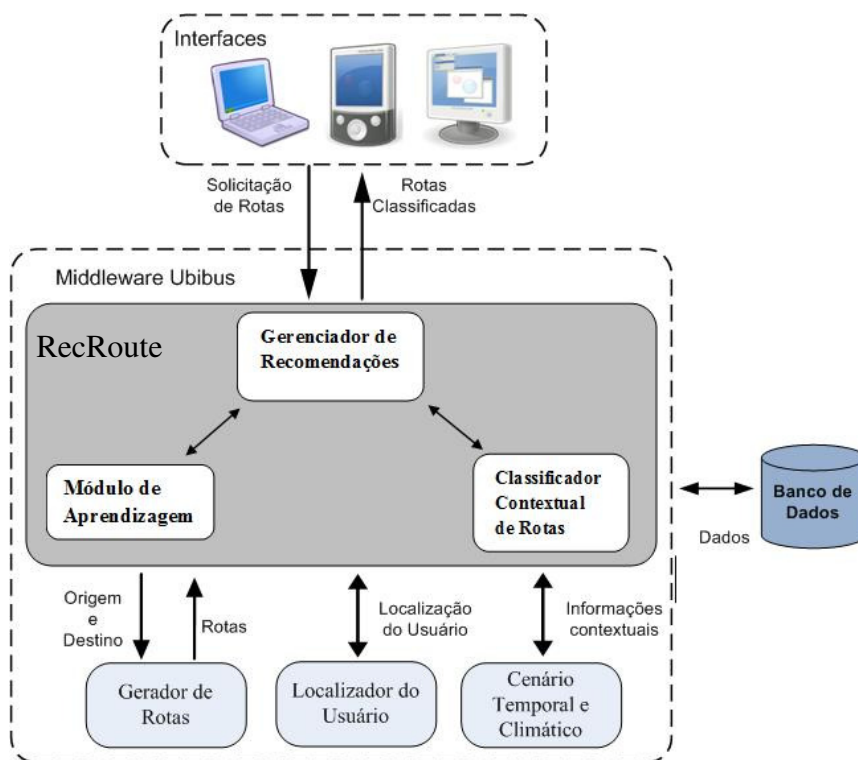 Interfaces
Solicitação
de Rotas
Rotas
Classificadas
Middleware Ubibus
RecRoute
Gerenciador de
Recomendações
Módulo de
Aprendizagem
Classificador
Contextual
de Rotas
Banco de
Dados
Dados
Origem
e
Destino
Rotas
Localização
do Usuário
Informações
contextuais
Gerador de
Rotas
Localizador do
Usuário
Cenário
Temporal e
Climático